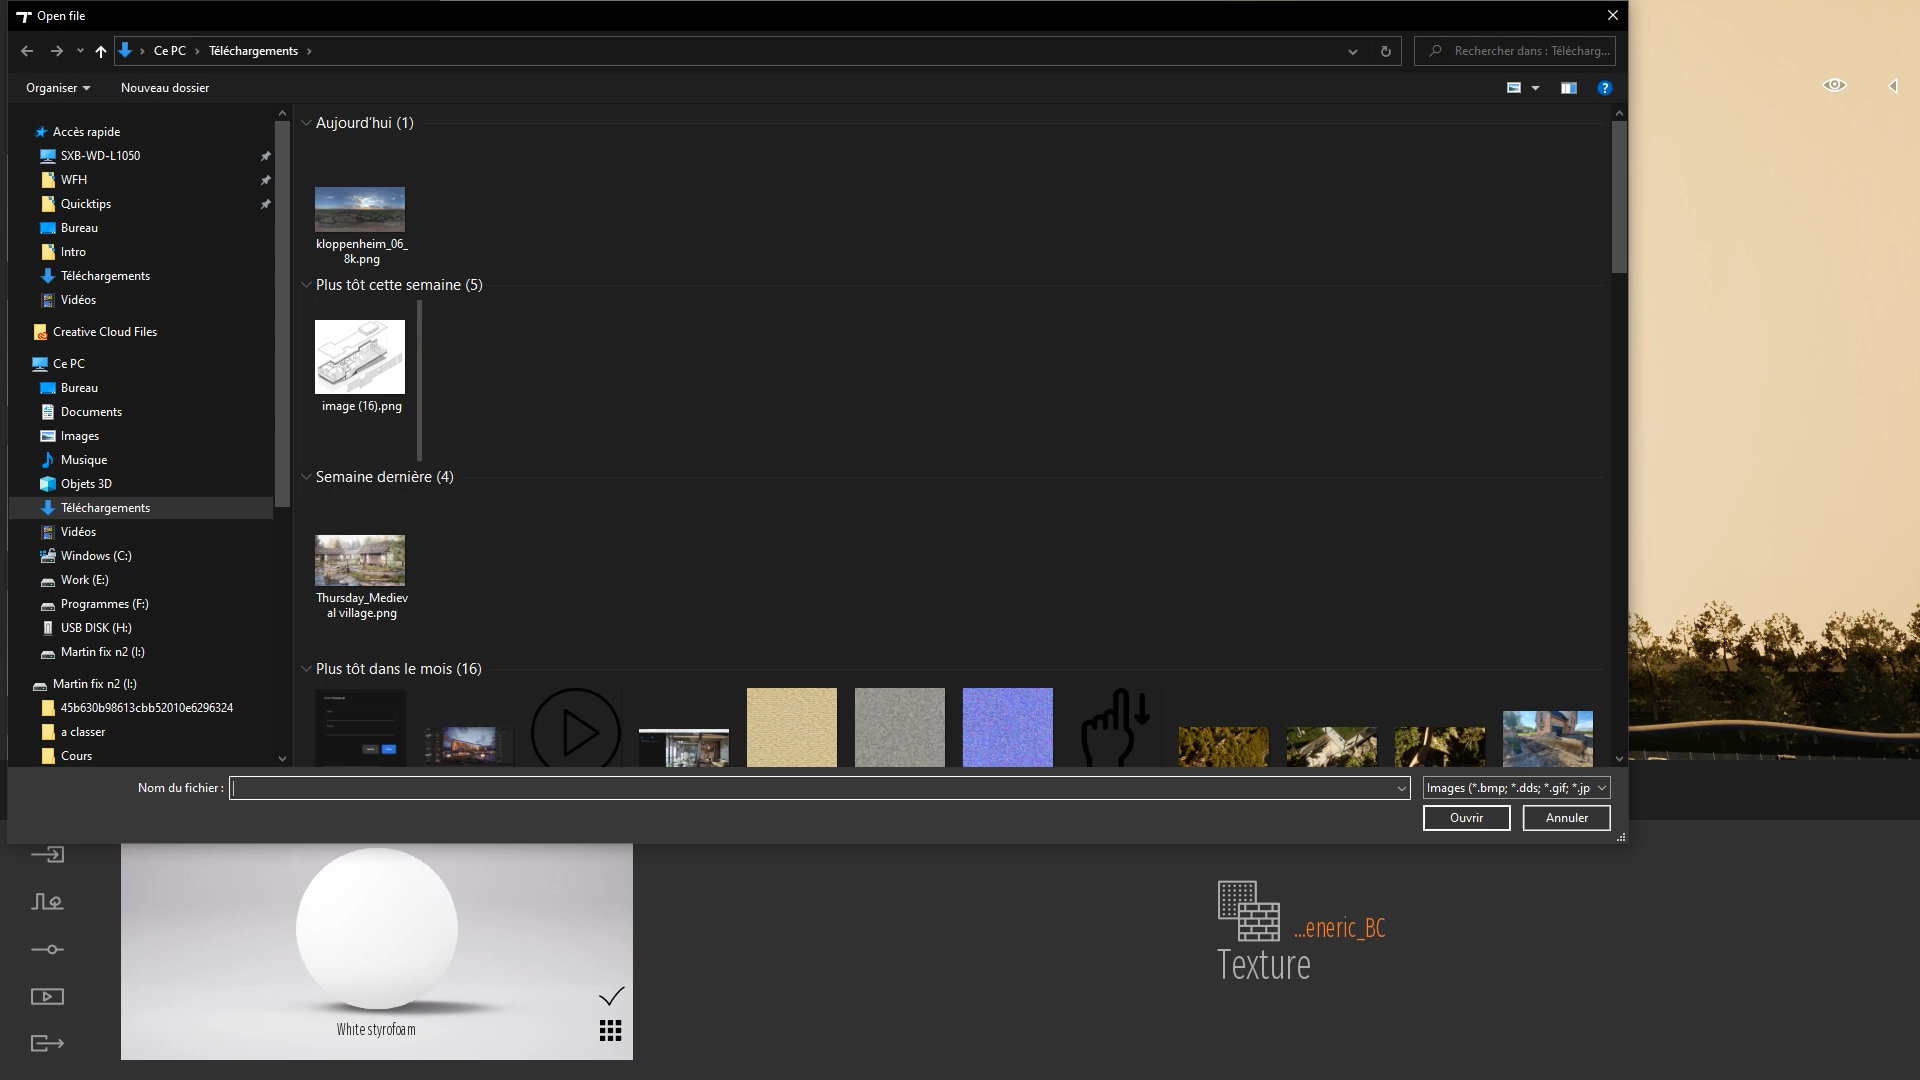 Open file
Ce PC
Téléchargements
Rechercher dans : Télécharg...
Organiser
Nouveau dossier
Accès rapide
SXB-WD-L1050
WFH
Quicktips
Bureau
Intro
Téléchargements
Vidéos
Creative Cloud Files
Ce PC
Bureau
Documents
Images
Musique
Objets 3D
Téléchargements
Vidéos
Windows (C:)
Work (E:)
Programmes (F:)
USB DISK (H:)
Martin fix n2 (I:)
Martin fix n2 (I:)
45b630b98613cbb52010e6296324
a classer
Cours
Aujourd'hui (1)
kloppenheim_06_
8k.png
Plus tôt cette semaine (5)
image (16).png
Semaine dernière (4)
Thursday_Mediev
al village.png
Plus tôt dans le mois (16)
Nom du fichier :
Images (*.bmp; *.dds; *.gif; *.jp
Ouvrir
Annuler
White styrofoam
...eneric_BC
Texture